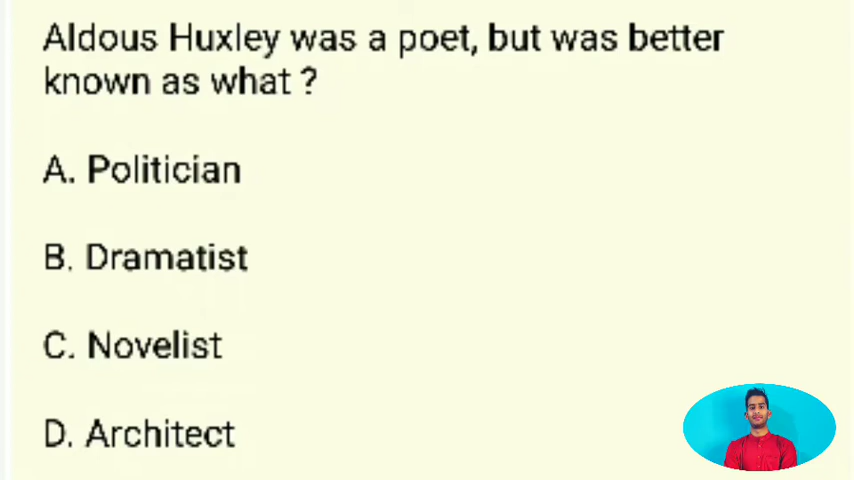 Aldous Huxley was a poet, but was better
known as what ?
A. Politician
B. Dramatist
C. Novelist
D. Architect